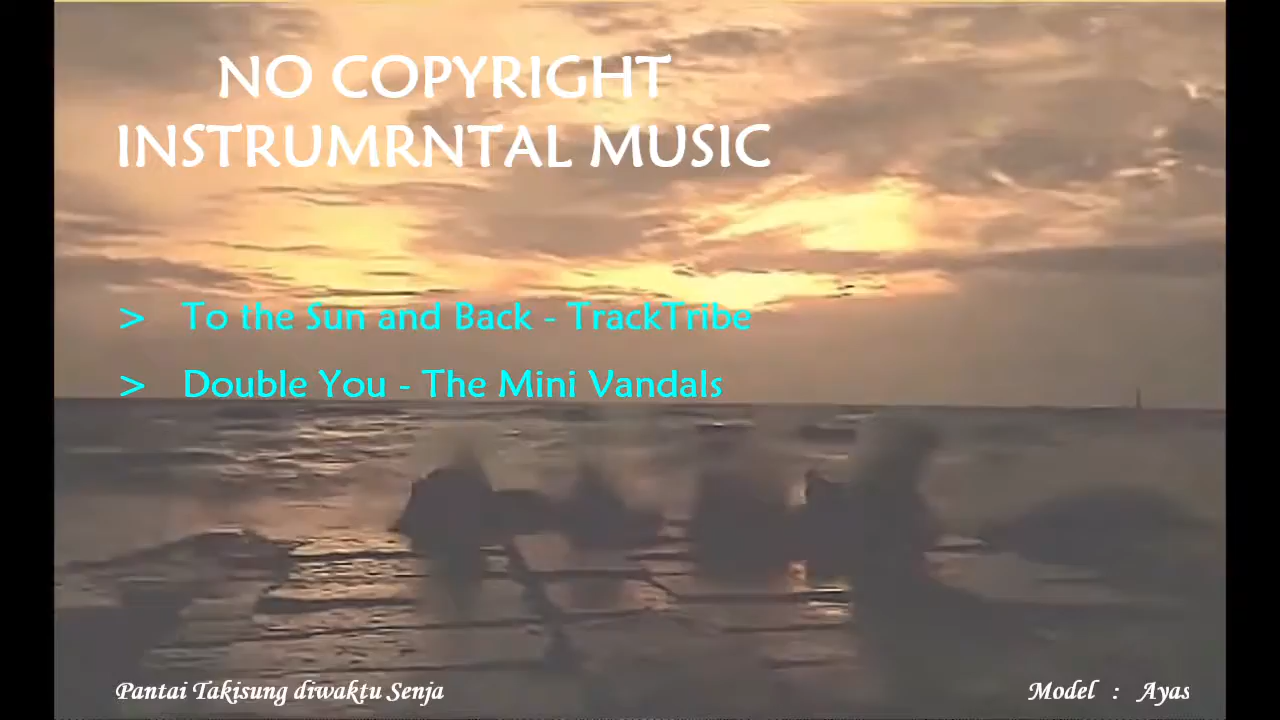 NO COPYRIGHT
INSTRUMRNTAL MUSIC
> To the Sun and Back - TrackTribe
> Double You - The Mini Vandals
Pantai Takisung diwaktu Senja
Model : Ayas